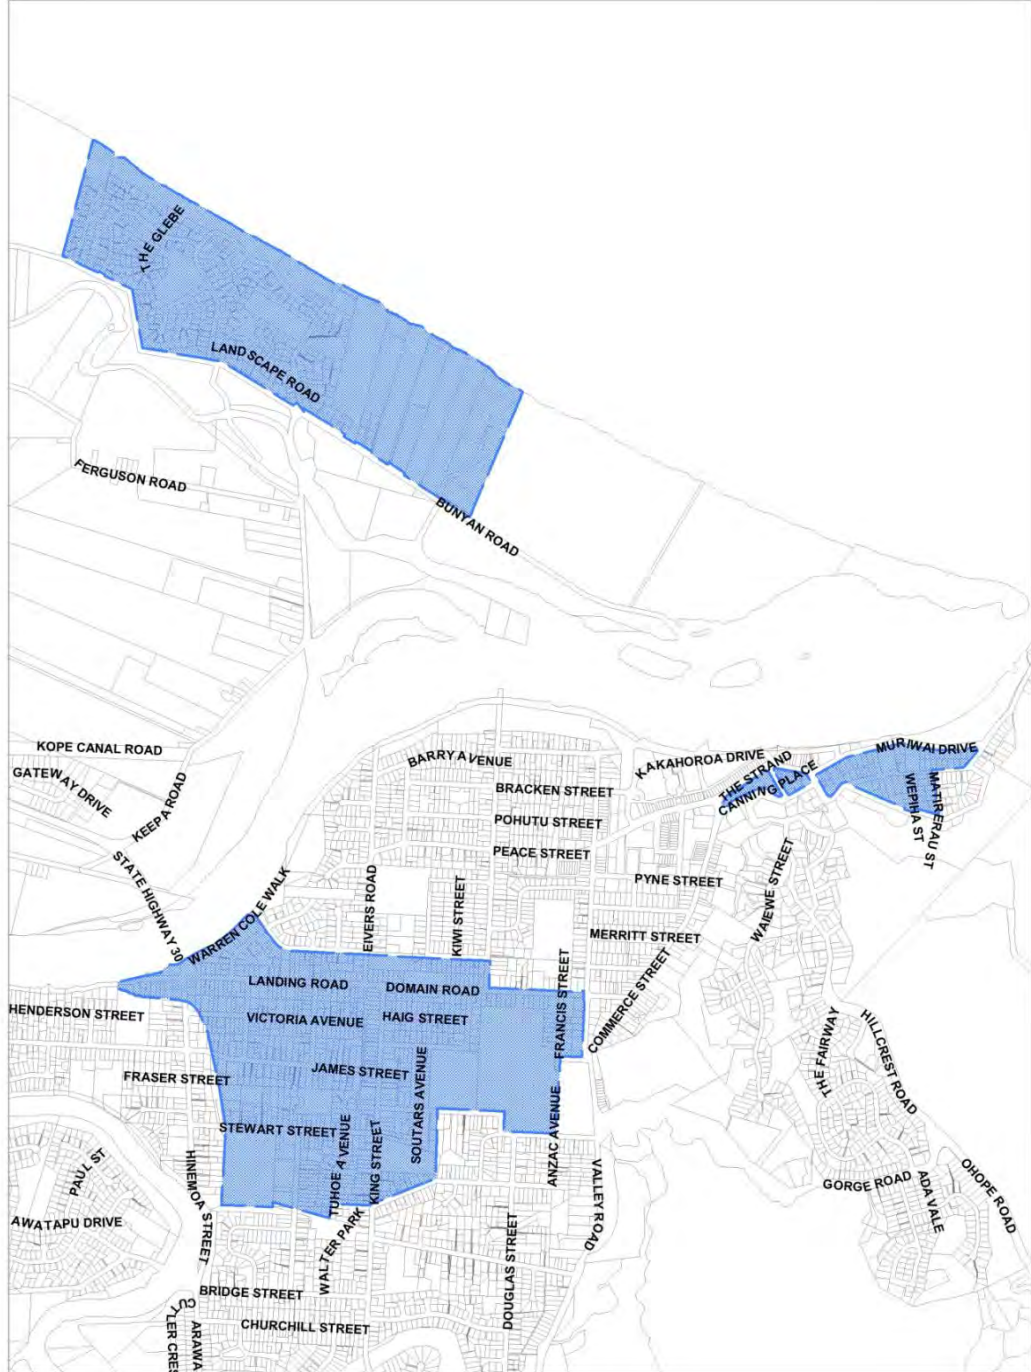 THE GLEBE
LANDSCAPE ROAD
FERGUSON ROAD
BUNYAN ROAD
KOPE CANAL ROAD
GATEWAY DRIVE
KEEPA ROAD
STATE HIGHWAY 30
WARREN COLE WALK
BARRY AVENUE
KAKAHOROA DRIVE
THE STRAND
CANNING PLACE
MURIWAI DRIVE
MATIRERAU ST
WEPIHA ST
BRACKEN STREET
POHUTU STREET
PEACE STREET
PYNE STREET
EIVERS ROAD
KIWI STREET
MERRITT STREET
WAIEWE STREET
COMMERCE STREET
FRANCIS STREET
LANDING ROAD
DOMAIN ROAD
HENDERSON STREET
VICTORIA AVENUE
HAIG STREET
THE FAIRWAY
HILLCREST ROAD
FRASER STREET
JAMES STREET
SOUTARS AVENUE
STEWART STREET
TUHOE AVENUE
KING STREET
ANZAC AVENUE
VALLEY ROAD
PAUL ST
HINEMOA STREET
GORGE ROAD
ADA VALE
OHOPE ROAD
AWATAPU DRIVE
WALTER PARK
DOUGLAS STREET
BRIDGE STREET
CUTLER CRES
ARAWA
CHURCHILL STREET